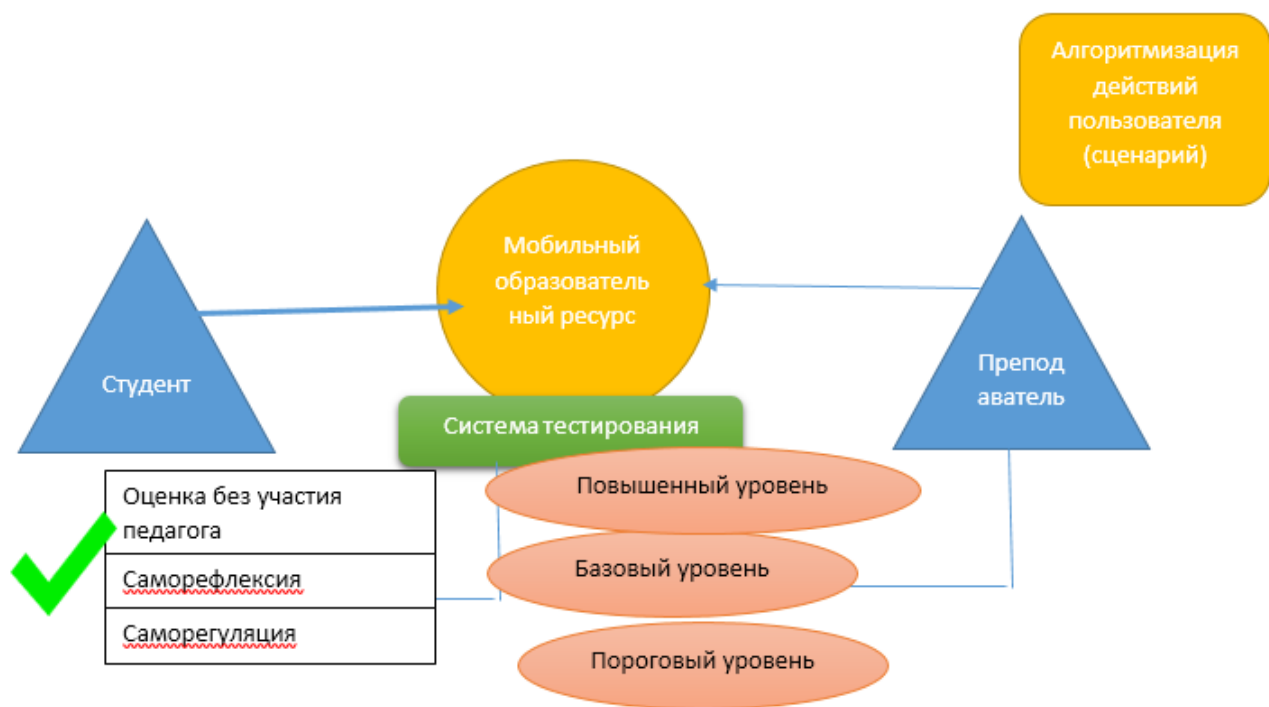 Алгоритмизация
действий
пользователя
(сценарий)
Мобильный
образователь
ный ресурс
Студент
Препод
аватель
Система тестирования
Оценка без участия
педагога
Саморефлексия
Саморегуляция
Повышенный уровень
Базовый уровень
Пороговый уровень